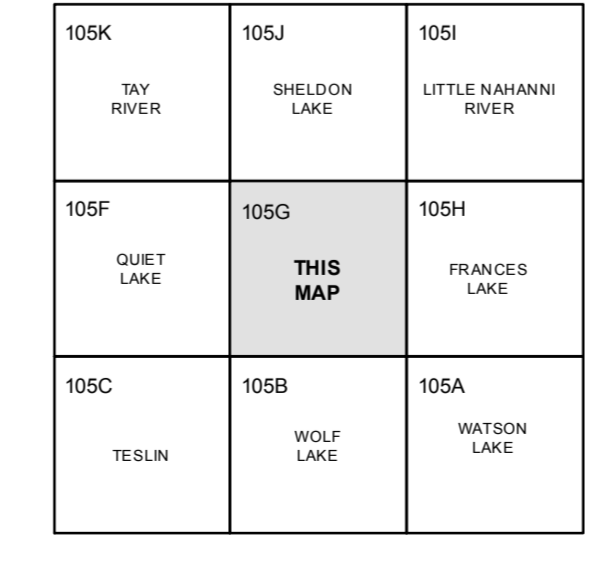 105K
TAY
RIVER
105J
SHELDON
LAKE
105I
LITTLE NAHANNI
RIVER
105F
QUIET
LAKE
105G
THIS
MAP
105H
FRANCES
LAKE
105C
TESLIN
105B
WOLF
LAKE
105A
WATSON
LAKE